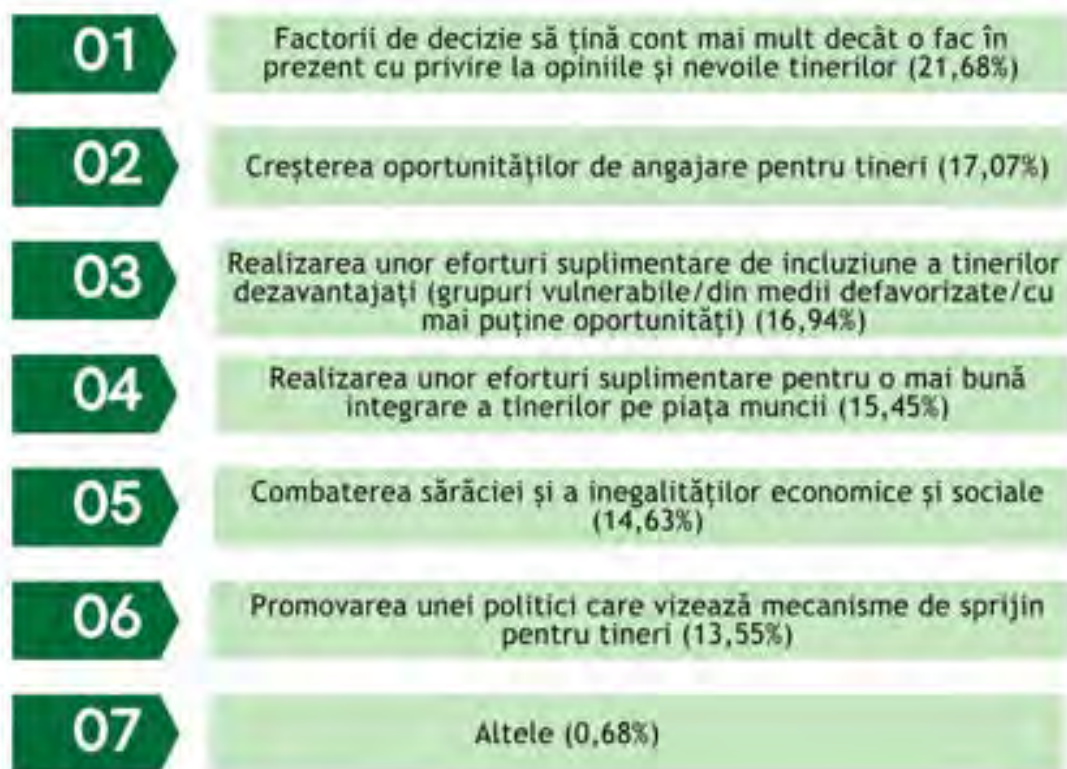 01
Factorii de decizie să țină cont mai mult decât o fac în
prezent cu privire la opiniile și nevoile tinerilor (21,68%)
02
Creșterea oportunităților de angajare pentru tineri (17,07%)
03
Realizarea unor eforturi suplimentare de incluziune a tinerilor
dezavantajați (grupuri vulnerabile/din medii defavorizate/cu
mai puține oportunități) (16,94%)
04
Realizarea unor eforturi suplimentare pentru o mai bună
integrare a tinerilor pe piața muncii (15,45%)
05
Combaterea sărăciei și a inegalităților economice și sociale
(14,63%)
06
Promovarea unei politici care vizează mecanisme de sprijin
pentru tineri (13,55%)
07
Altele (0,68%)